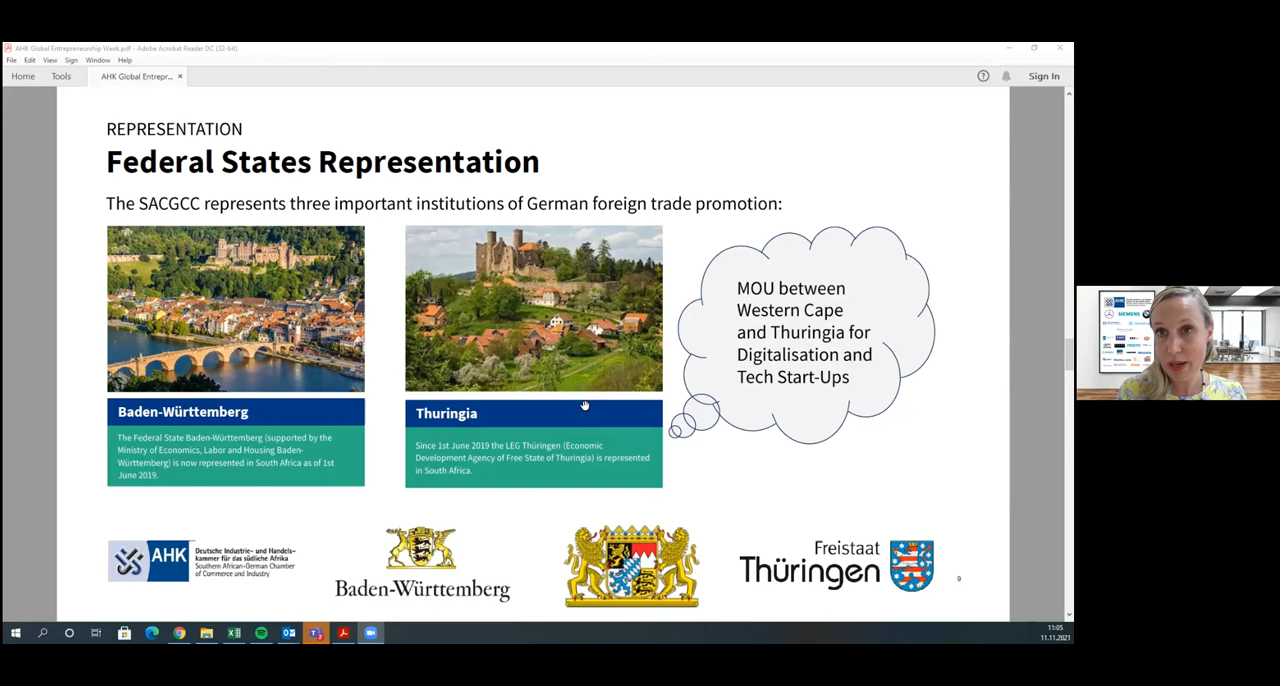 AHK Global Entrepreneurship Week.pdf - Adobe Acrobat Reader DC (32-bit)
File Edit View Sign Window Help
Home Tools AHK Global Entrepr... × Sign In
REPRESENTATION
Federal States Representation
The SACGCC represents three important institutions of German foreign trade promotion:
MOU between
Western Cape
and Thuringia for
Digitalisation and
Tech Start-Ups
Baden-Württemberg
The Federal State Baden-Württemberg (supported by the
Ministry of Economics, Labor and Housing Baden-
Württemberg) is now represented in South Africa as of 1st
June 2019.
Thuringia
Since 1st June 2019 the LEG Thüringen (Economic
Development Agency of Free State of Thuringia) is represented
in South Africa.
AHK
Deutsche Industrie- und Handels-
kammer für das südliche Afrika
Southern African-German Chamber
of Commerce and Industry
Baden-Württemberg
Freistaat
Thüringen
9
AHK
SIEMENS
11:05
11.11.2021